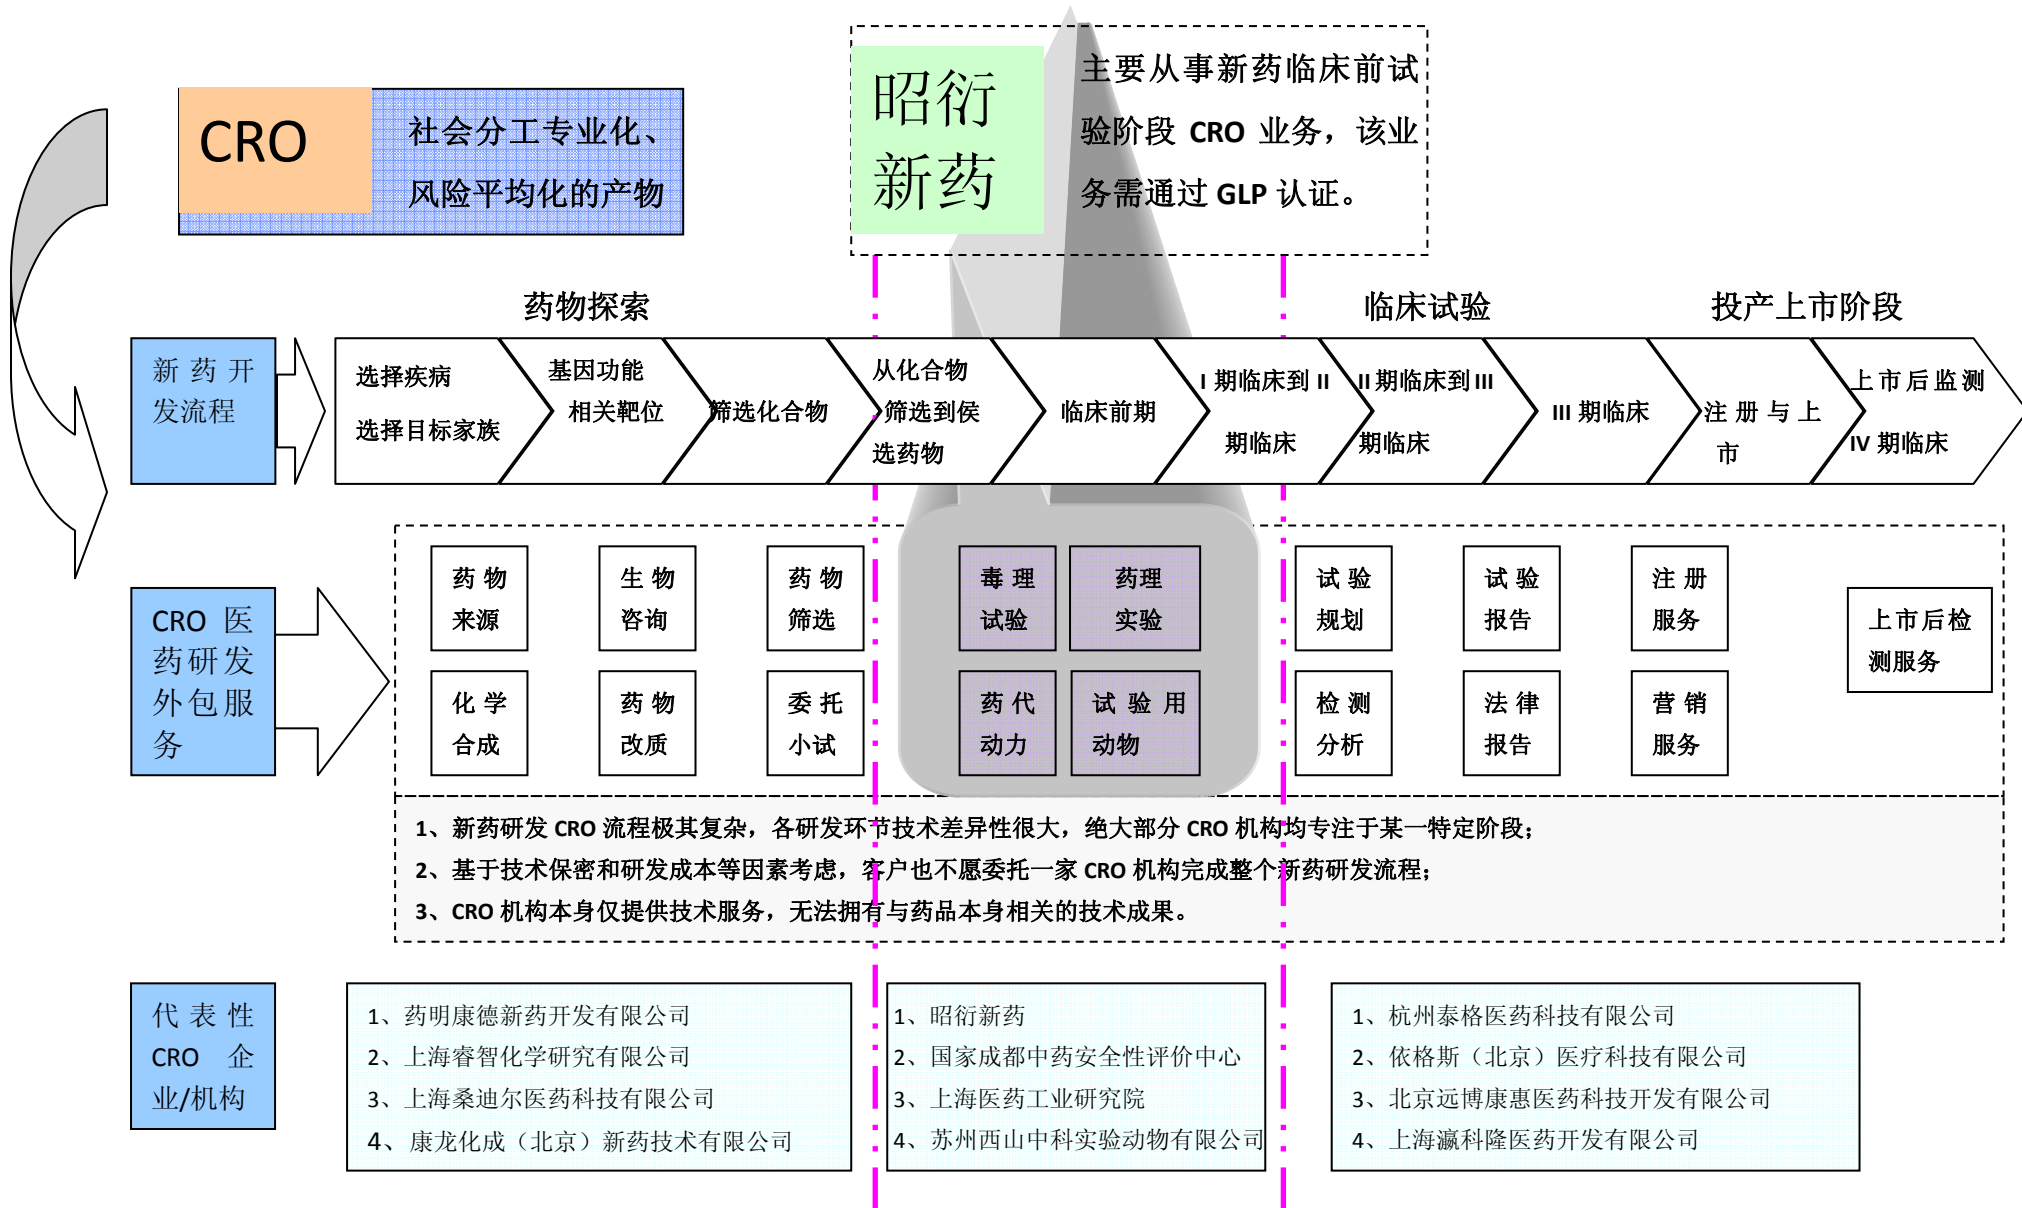 CRO
社会分工专业化、
风险平均化的产物
昭衍
新药
主要从事新药临床前试
验阶段 CRO 业务，该业
务需通过 GLP 认证。
药物探索
临床试验
投产上市阶段
新药开
发流程
选择疾病
选择目标家族
基因功能
相关靶位
筛选化合物
从化合物
筛选到侯
选药物
临床前期
I 期临床到 II
期临床
II 期临床到 III
期临床
III 期临床
注册与上
市
上市后监测
IV 期临床
CRO 医
药研发
外包服
务
药物
来源
生物
咨询
药物
筛选
毒理
试验
药理
实验
试验
规划
试验
报告
注册
服务
上市后检
测服务
化学
合成
药物
改质
委托
小试
药代
动力
试验用
动物
检测
分析
法律
报告
营销
服务
1、新药研发 CRO 流程极其复杂，各研发环节技术差异性很大，绝大部分 CRO 机构均专注于某一特定阶段；
2、基于技术保密和研发成本等因素考虑，客户也不愿委托一家 CRO 机构完成整个新药研发流程；
3、CRO 机构本身仅提供技术服务，无法拥有与药品本身相关的技术成果。
代表性
CRO 企
业/机构
1、药明康德新药开发有限公司
2、上海睿智化学研究有限公司
3、上海桑迪尔医药科技有限公司
4、康龙化成（北京）新药技术有限公司
1、昭衍新药
2、国家成都中药安全性评价中心
3、上海医药工业研究院
4、苏州西山中科实验动物有限公司
1、杭州泰格医药科技有限公司
2、依格斯（北京）医疗科技有限公司
3、北京远博康惠医药科技开发有限公司
4、上海瀛科隆医药开发有限公司